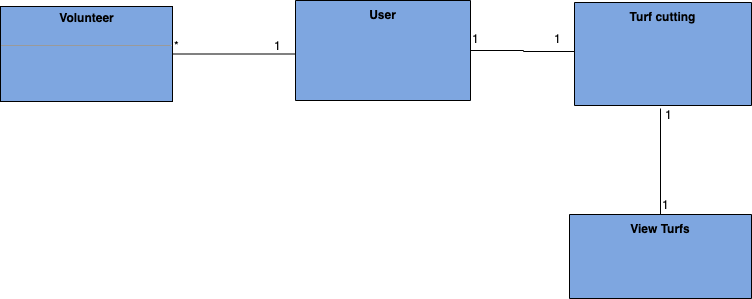 Volunteer
User
Turf cutting
*
1
1
1
1
1
View Turfs